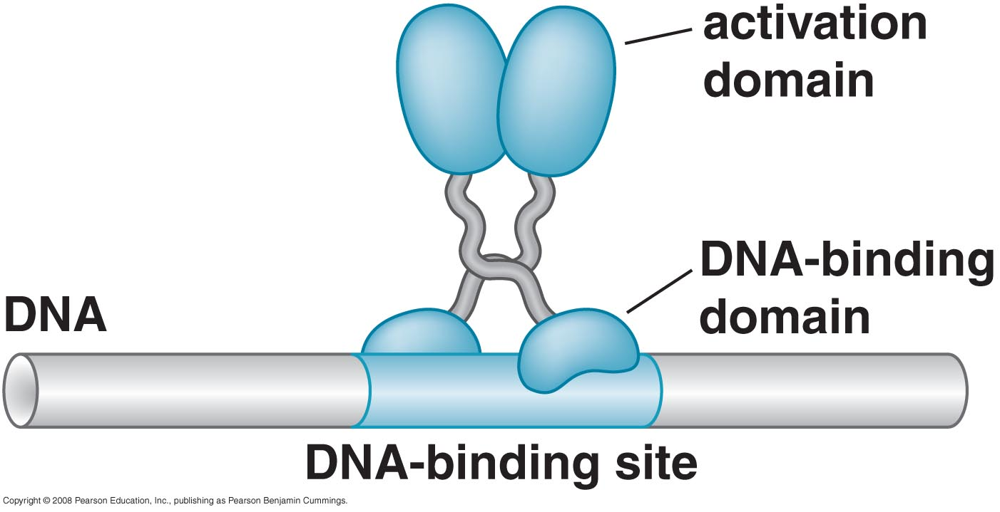 activation
domain
DNA-binding
domain
DNA
DNA-binding site
Copyright © 2008 Pearson Education, Inc., publishing as Pearson Benjamin Cummings.